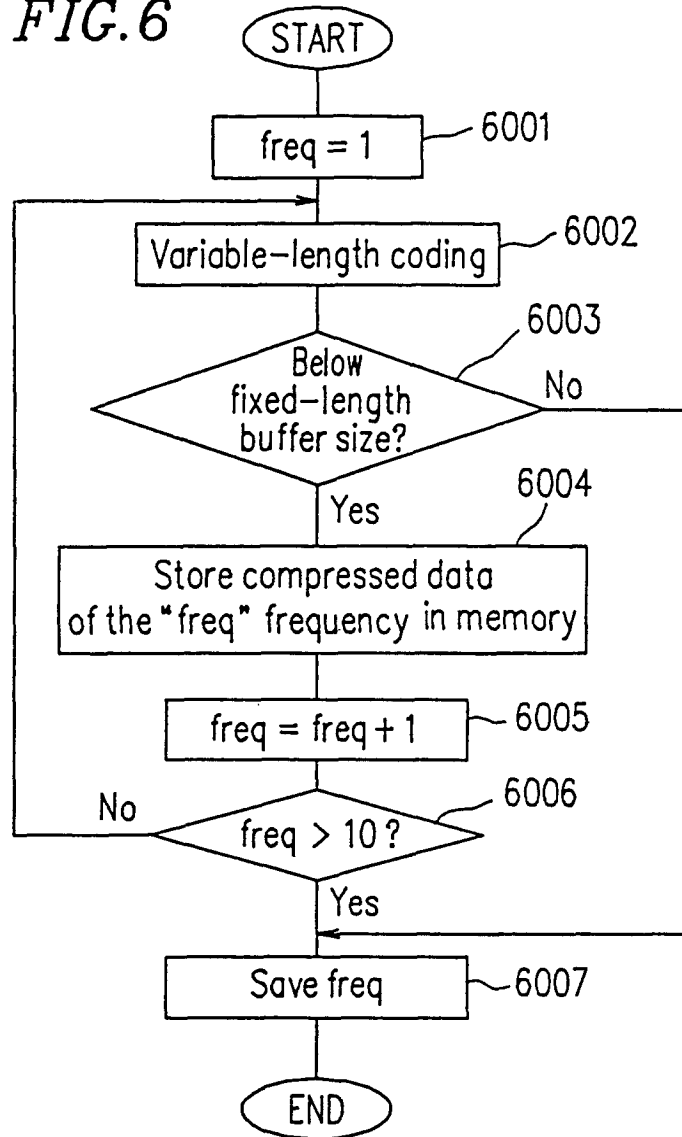 FIG. 6
START
freq = 1
6001
Variable-length coding
6002
6003
Below
fixed-length
buffer size?
No
Yes
6004
Store compressed data
of the "freq" frequency in memory
freq = freq + 1
6005
No
freq > 10 ?
6006
Yes
Save freq
6007
END